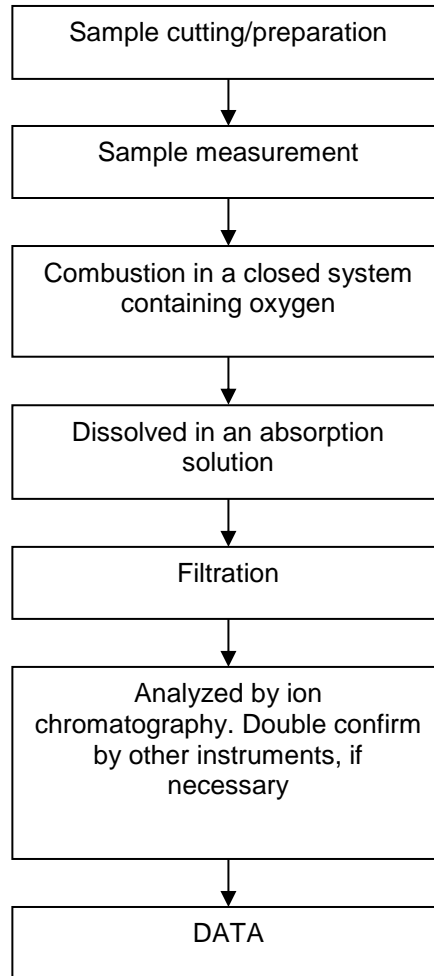 Sample cutting/preparation
Sample measurement
Combustion in a closed system
containing oxygen
Dissolved in an absorption
solution
Filtration
Analyzed by ion
chromatography. Double confirm
by other instruments, if
necessary
DATA